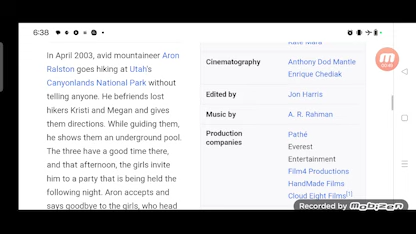 6:38
In April 2003, avid mountaineer Aron
Ralston goes hiking at Utah's
Canyonlands National Park without
telling anyone. He befriends lost
hikers Kristi and Megan and gives
them directions. While guiding them,
he shows them an underground pool.
The three have a good time there,
and that afternoon, the girls invite
him to a party that is being held the
following night. Aron accepts and
says goodbye to the girls, who head
Kate Mara
Cinematography
Anthony Dod Mantle
Enrique Chediak
Edited by
Jon Harris
Music by
A. R. Rahman
Production
companies
Pathé
Everest
Entertainment
Film4 Productions
HandMade Films
Cloud Eight Films[1]
Recorded by
Mobizen